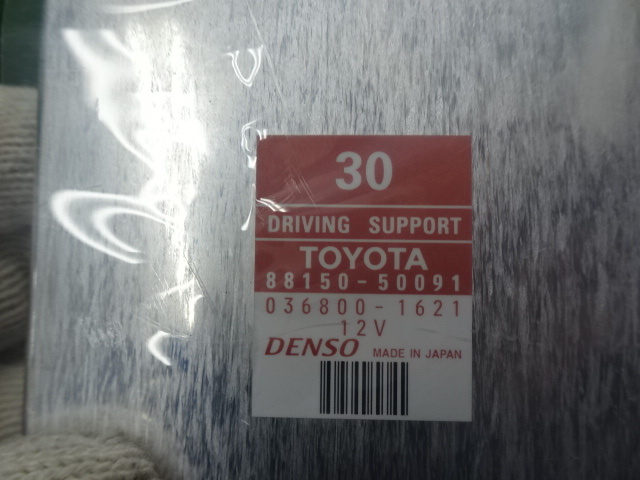 30
DRIVING SUPPORT
TOYOTA
88150-50091
036800-1621
12V
DENSO MADE IN JAPAN